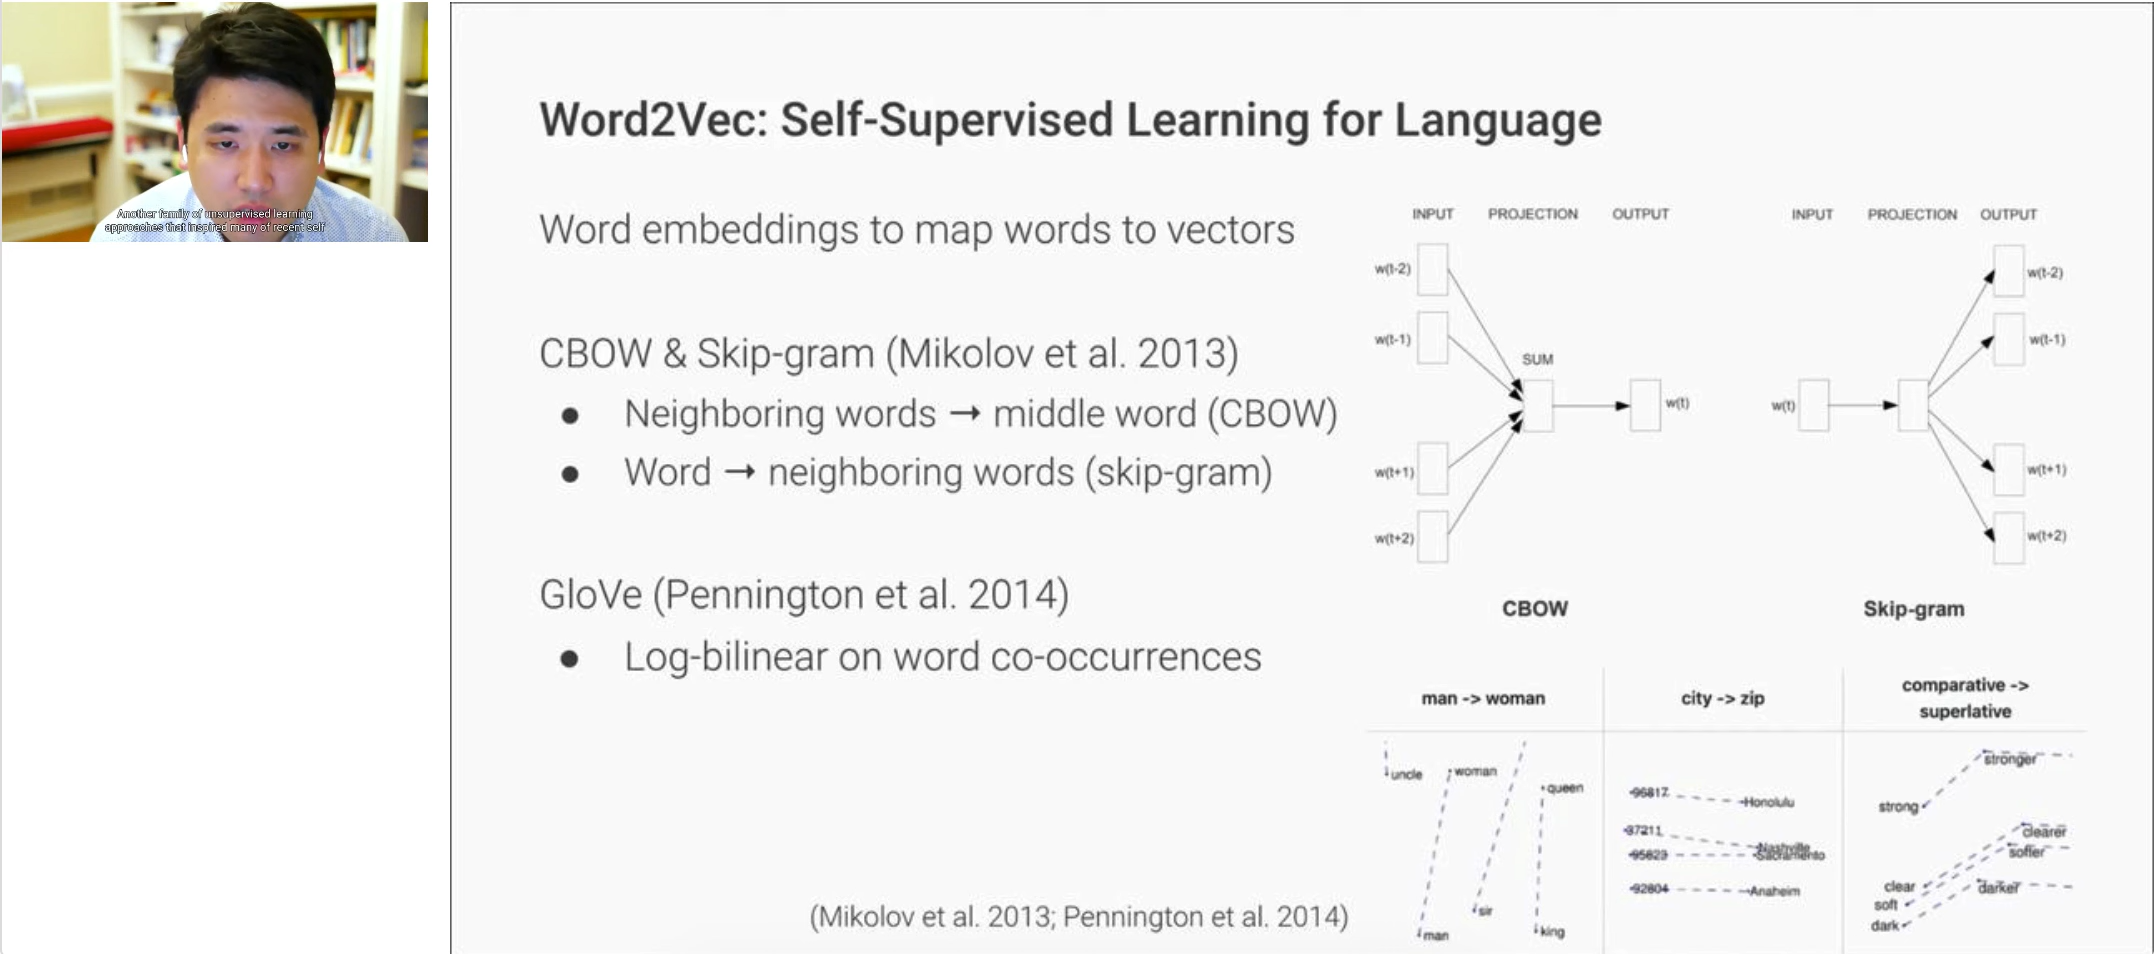 Another family of unsupervised learning
approaches that inspired many of recent self
Word2Vec: Self-Supervised Learning for Language
Word embeddings to map words to vectors
CBOW & Skip-gram (Mikolov et al. 2013)
● Neighboring words → middle word (CBOW)
● Word → neighboring words (skip-gram)
GloVe (Pennington et al. 2014)
● Log-bilinear on word co-occurrences
(Mikolov et al. 2013; Pennington et al. 2014)
INPUT PROJECTION OUTPUT
w(t-2)
w(t-1)
SUM
w(t)
w(t+1)
w(t+2)
CBOW
INPUT PROJECTION OUTPUT
w(t-2)
w(t-1)
w(t)
w(t+1)
w(t+2)
Skip-gram
man -> woman
uncle
woman
queen
sir
man
king
city -> zip
96817 Honolulu
37211 Nashville
95823 Sacramento
92804 Anaheim
comparative ->
superlative
stronger
strong
clearer
softer
clear
darker
soft
dark